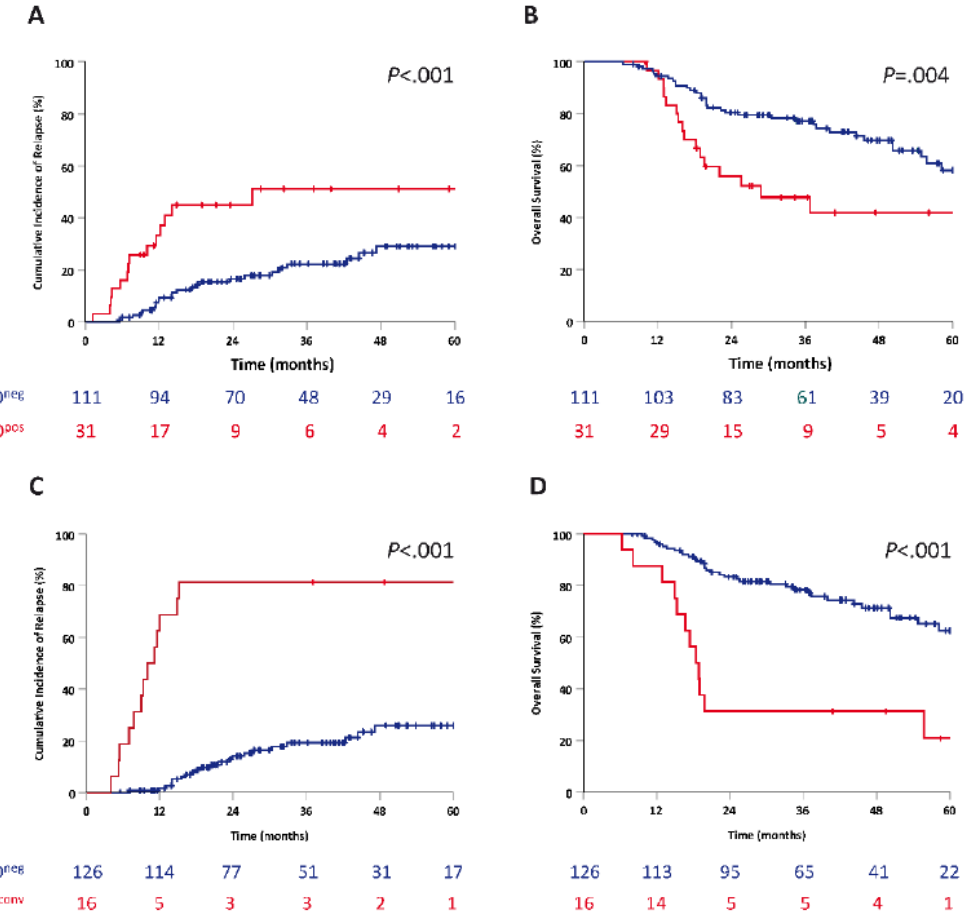 A
P<.001
Cumulative Incidence of Relapse (%)
100
80
60
40
20
0
0 12 24 36 48 60
Time (months)
0neg 111 94 70 48 29 16
0pos 31 17 9 6 4 2
B
P=.004
Overall Survival (%)
100
80
60
40
20
0
0 12 24 36 48 60
Time (months)
111 103 83 61 39 20
31 29 15 9 5 4
C
P<.001
Cumulative Incidence of Relapse (%)
100
80
60
40
20
0
0 12 24 36 48 60
Time (months)
neg 126 114 77 51 31 17
conv 16 5 3 3 2 1
D
P<.001
Overall Survival (%)
100
80
60
40
20
0
0 12 24 36 48 60
Time (months)
126 113 95 65 41 22
16 14 5 5 4 1